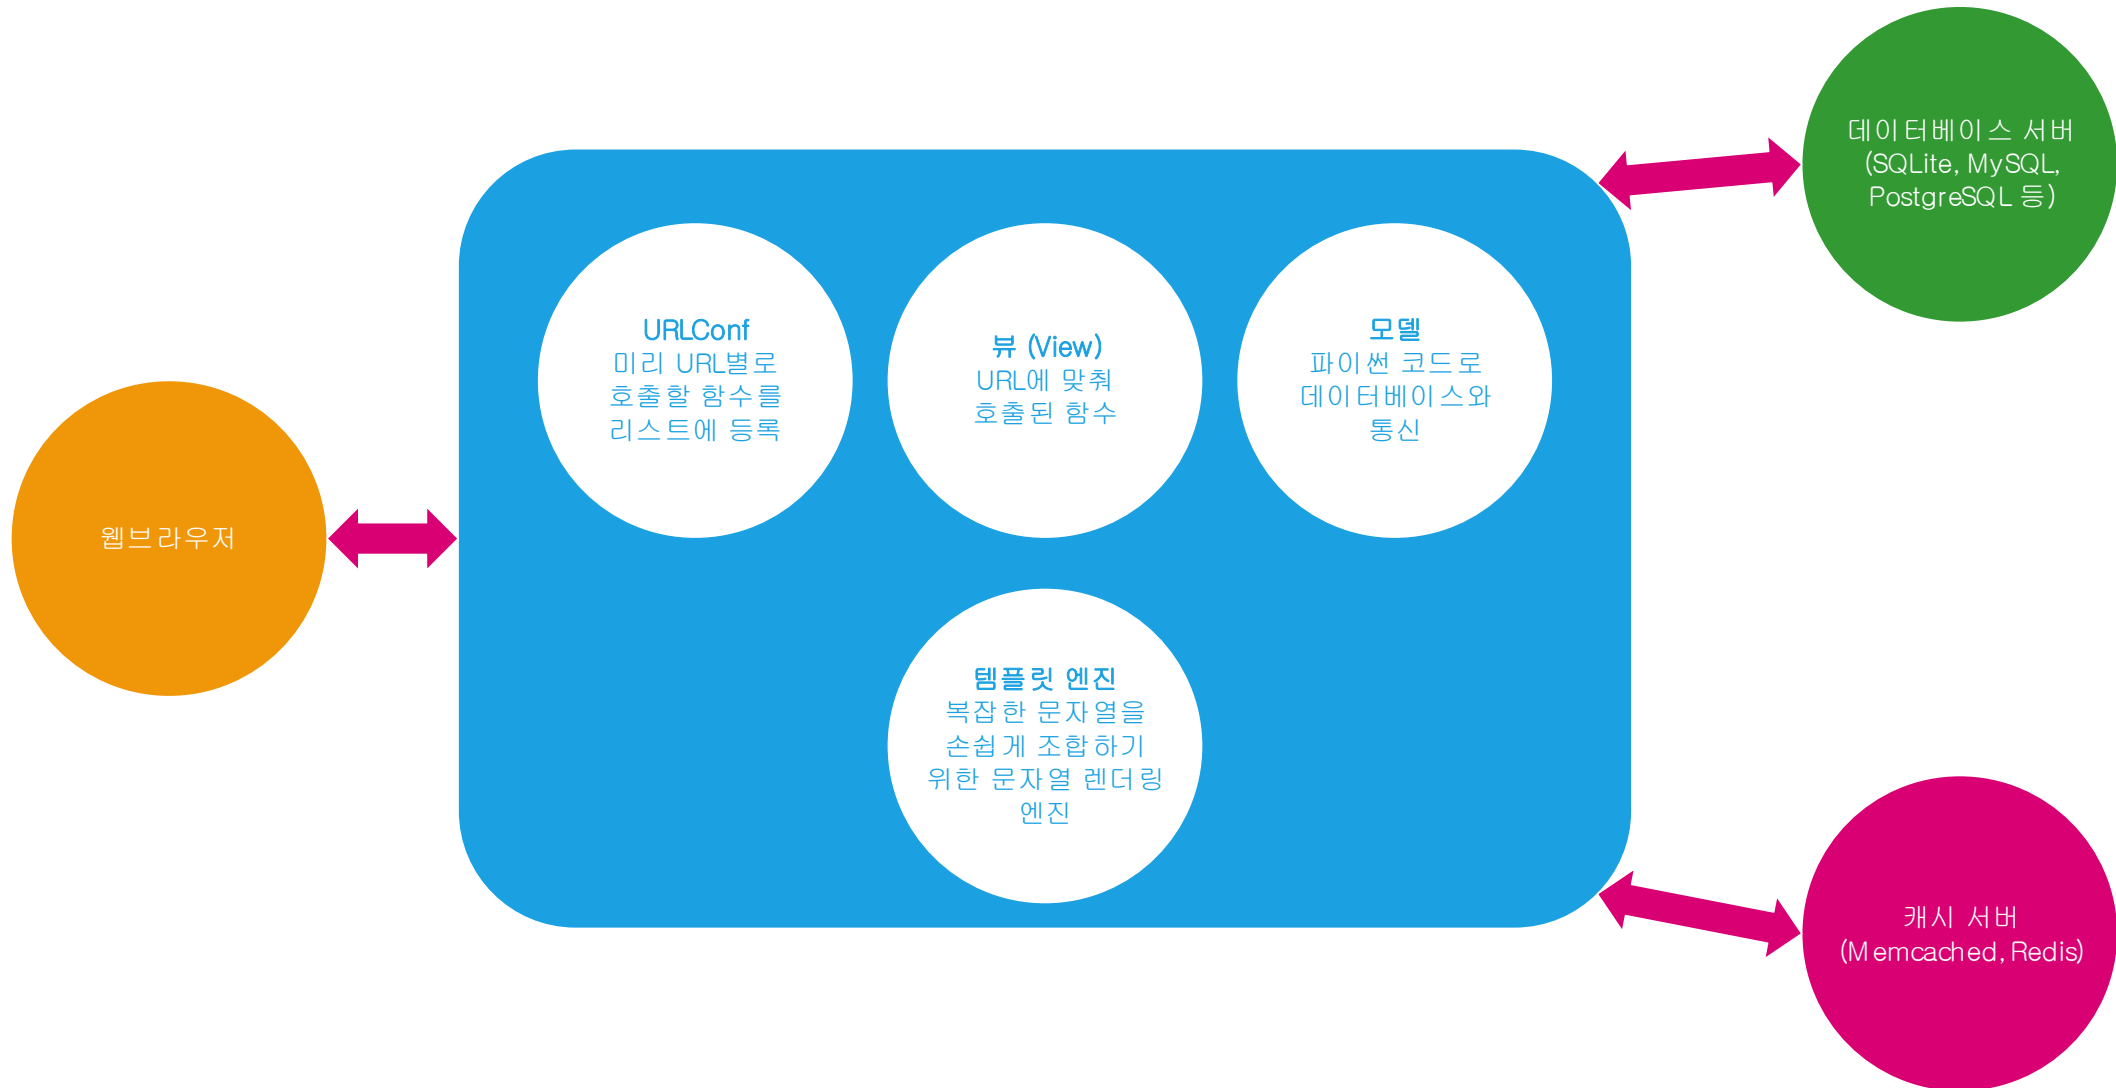 웹브라우저
URLConf
미리 URL별로
호출할 함수를
리스트에 등록
뷰 (View)
URL에 맞춰
호출된 함수
모델
파이썬 코드로
데이터베이스와
통신
템플릿 엔진
복잡한 문자열을
손쉽게 조합하기
위한 문자열 렌더링
엔진
데이터베이스 서버
(SQLite, MySQL,
PostgreSQL 등)
캐시 서버
(Memcached, Redis)